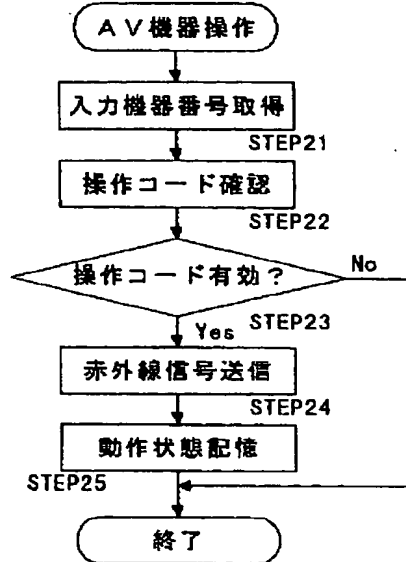 ＡＶ機器操作
入力機器番号取得
STEP21
操作コード確認
STEP22
操作コード有効？
No
Yes
STEP23
赤外線信号送信
STEP24
動作状態記憶
STEP25
終了